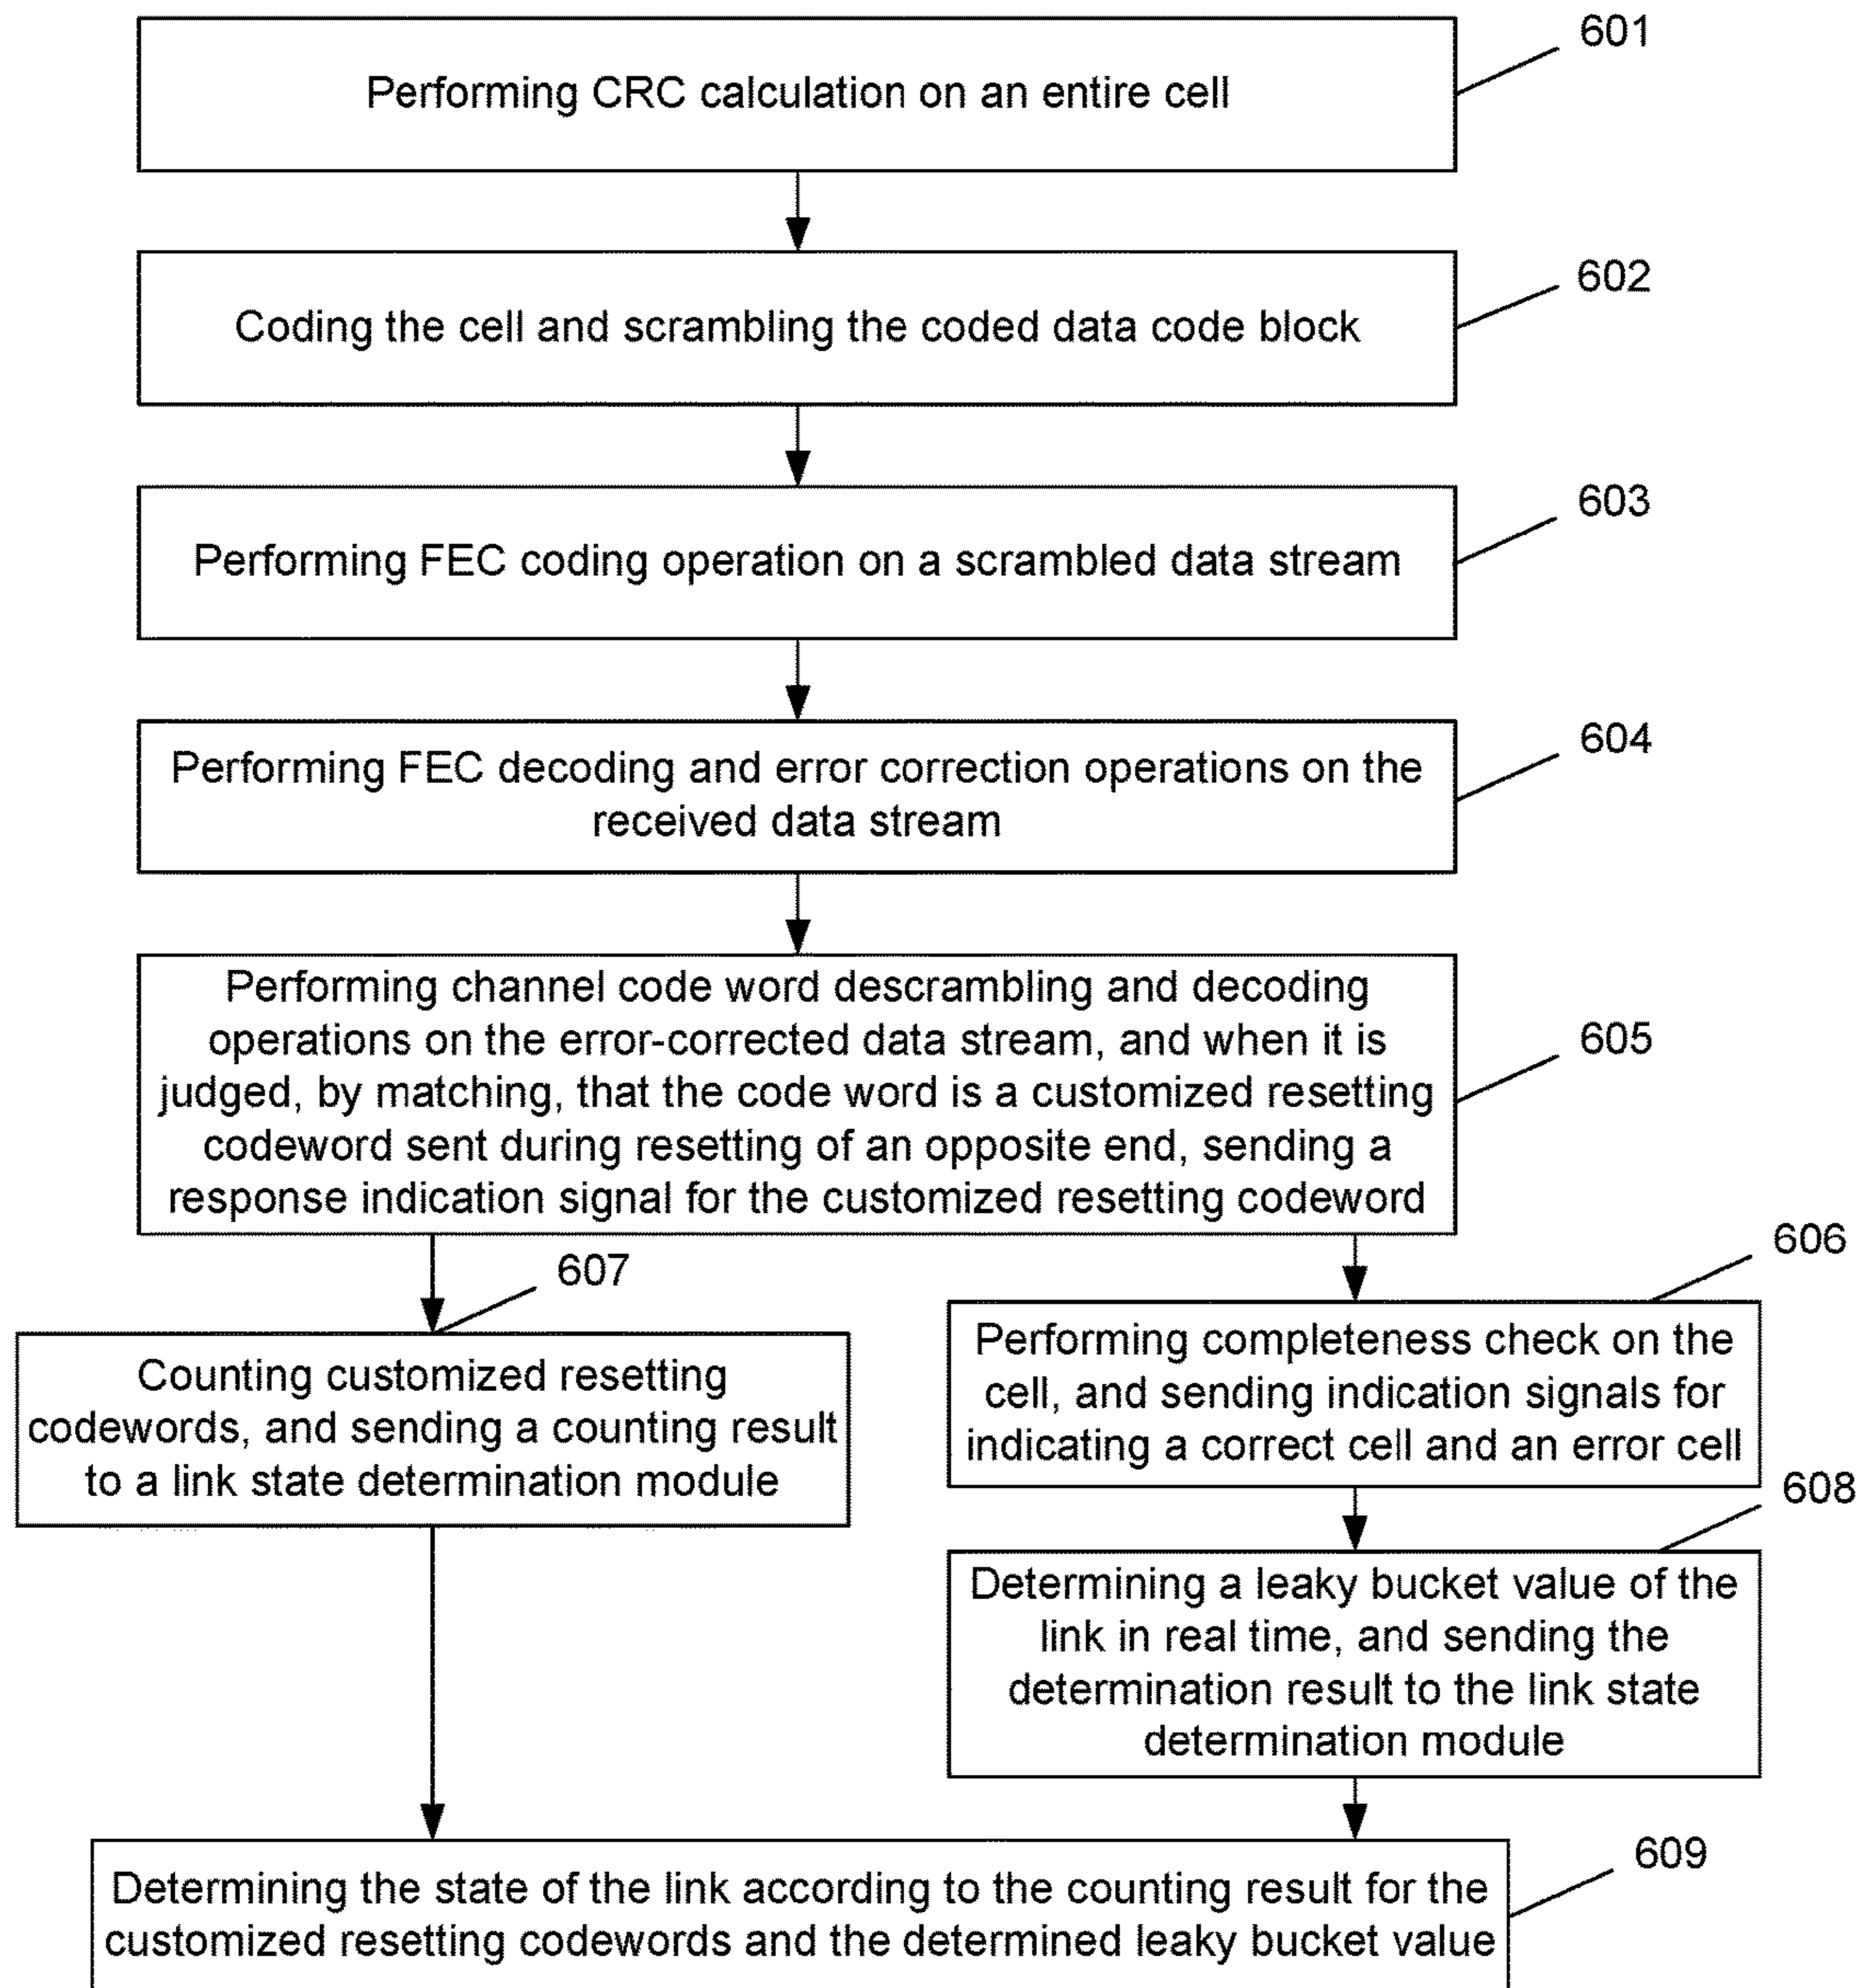 601
Performing CRC calculation on an entire cell
602
Coding the cell and scrambling the coded data code block
603
Performing FEC coding operation on a scrambled data stream
604
Performing FEC decoding and error correction operations on the
received data stream
605
Performing channel code word descrambling and decoding
operations on the error-corrected data stream, and when it is
judged, by matching, that the code word is a customized resetting
codeword sent during resetting of an opposite end, sending a
response indication signal for the customized resetting codeword
607
Counting customized resetting
codewords, and sending a counting result
to a link state determination module
606
Performing completeness check on the
cell, and sending indication signals for
indicating a correct cell and an error cell
608
Determining a leaky bucket value of the
link in real time, and sending the
determination result to the link state
determination module
609
Determining the state of the link according to the counting result for the
customized resetting codewords and the determined leaky bucket value